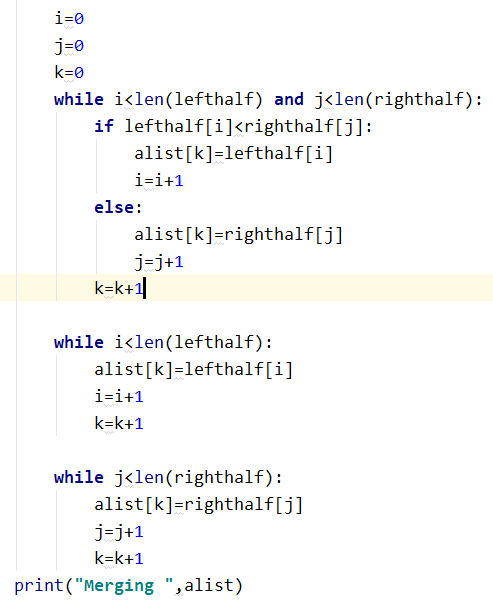 i=0
j=0
k=0
while i<len(lefthalf) and j<len(righthalf):
if lefthalf[i]<righthalf[j]:
alist[k]=lefthalf[i]
i=i+1
else:
alist[k]=righthalf[j]
j=j+1
k=k+1
while i<len(lefthalf):
alist[k]=lefthalf[i]
i=i+1
k=k+1
while j<len(righthalf):
alist[k]=righthalf[j]
j=j+1
k=k+1
print("Merging ",alist)